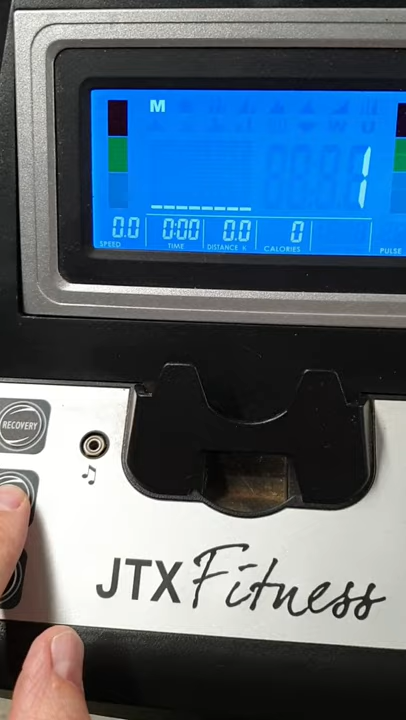 M
1
0.0 0:00 0.0 0
SPEED TIME DISTANCE CALORIES PULSE
RECOVERY
JTX Fitness